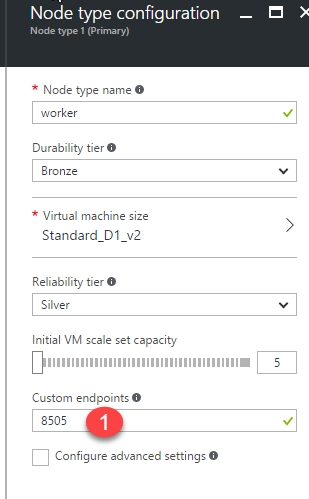 Node type configuration
Node type 1 (Primary)
* Node type name
worker
Durability tier
Bronze
* Virtual machine size
Standard_D1_v2
Reliability tier
Silver
Initial VM scale set capacity
5
Custom endpoints
8505 1
Configure advanced settings